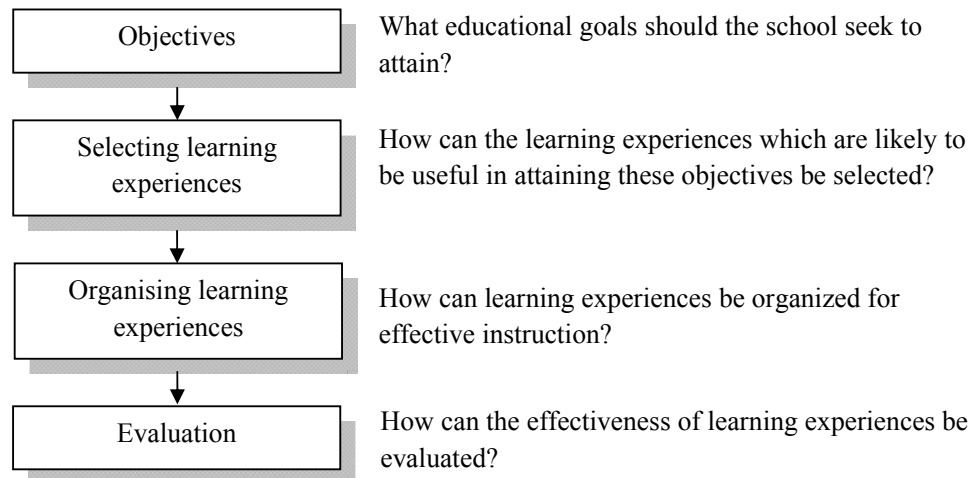 Objectives
What educational goals should the school seek to
attain?
Selecting learning
experiences
How can the learning experiences which are likely to
be useful in attaining these objectives be selected?
Organising learning
experiences
How can learning experiences be organized for
effective instruction?
Evaluation
How can the effectiveness of learning experiences be
evaluated?